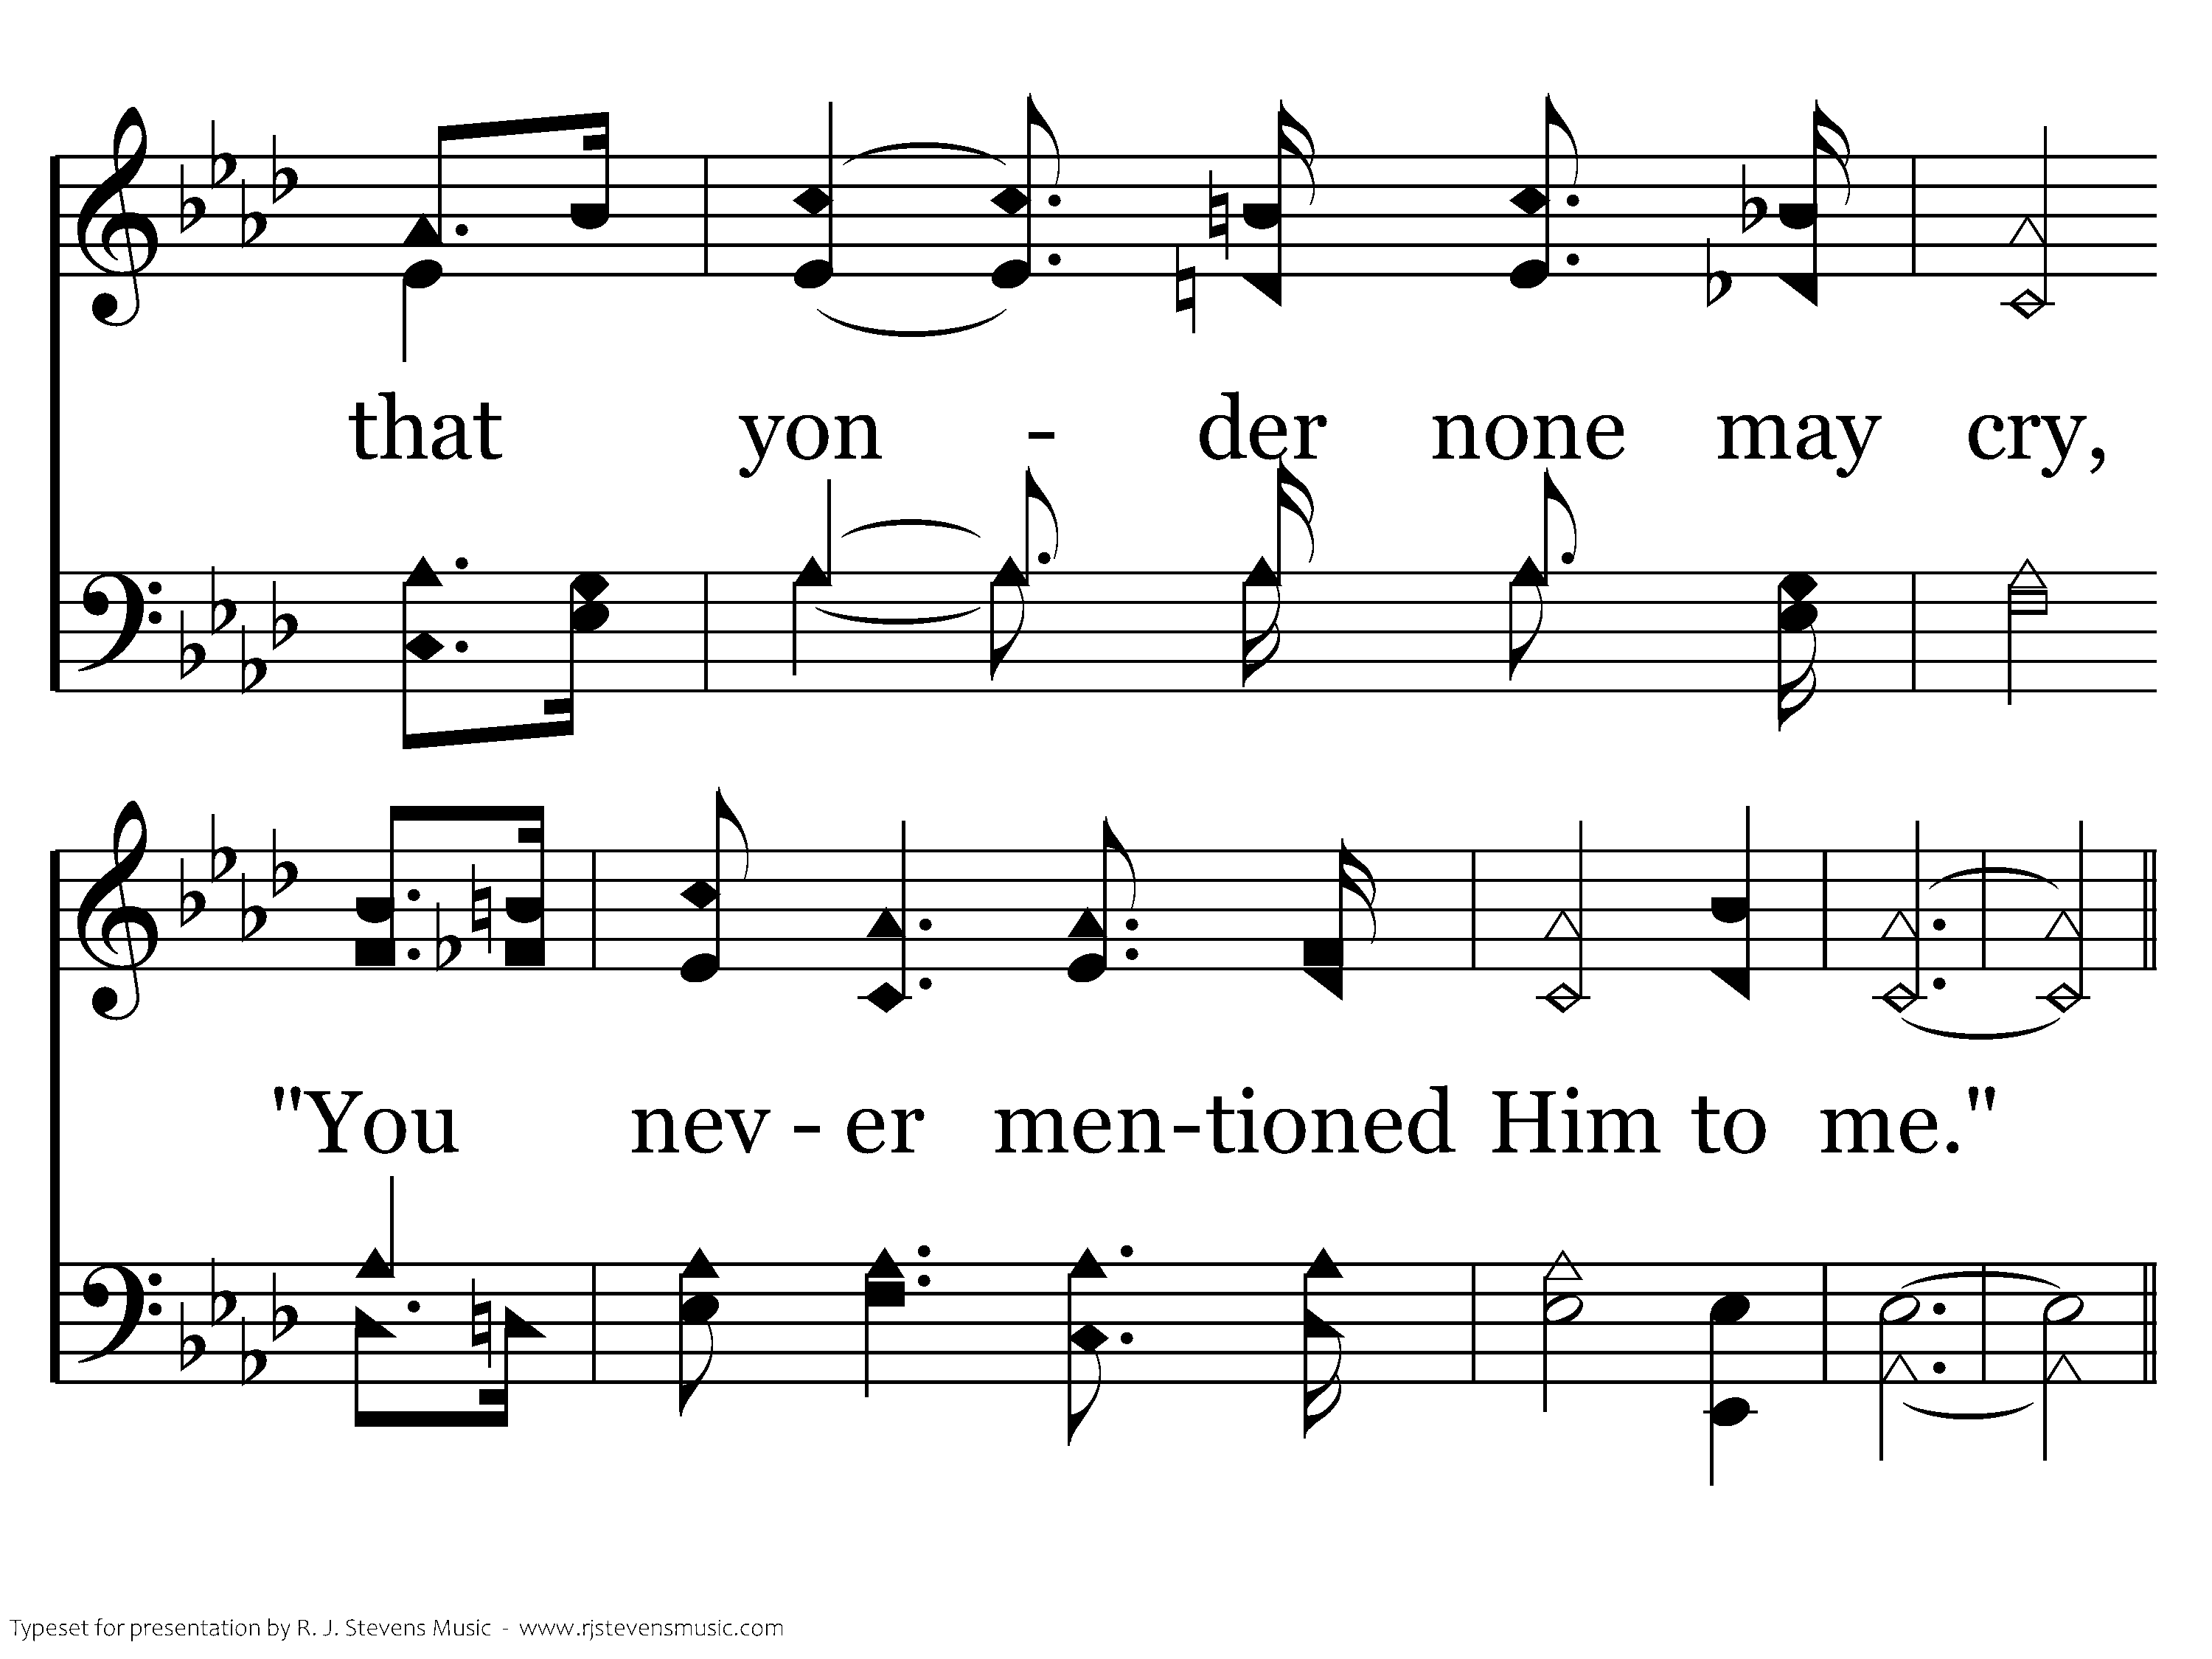 that yon - der none may cry,
"You nev - er men-tioned Him to me."
Typeset for presentation by R. J. Stevens Music - www.rjstevensmusic.com